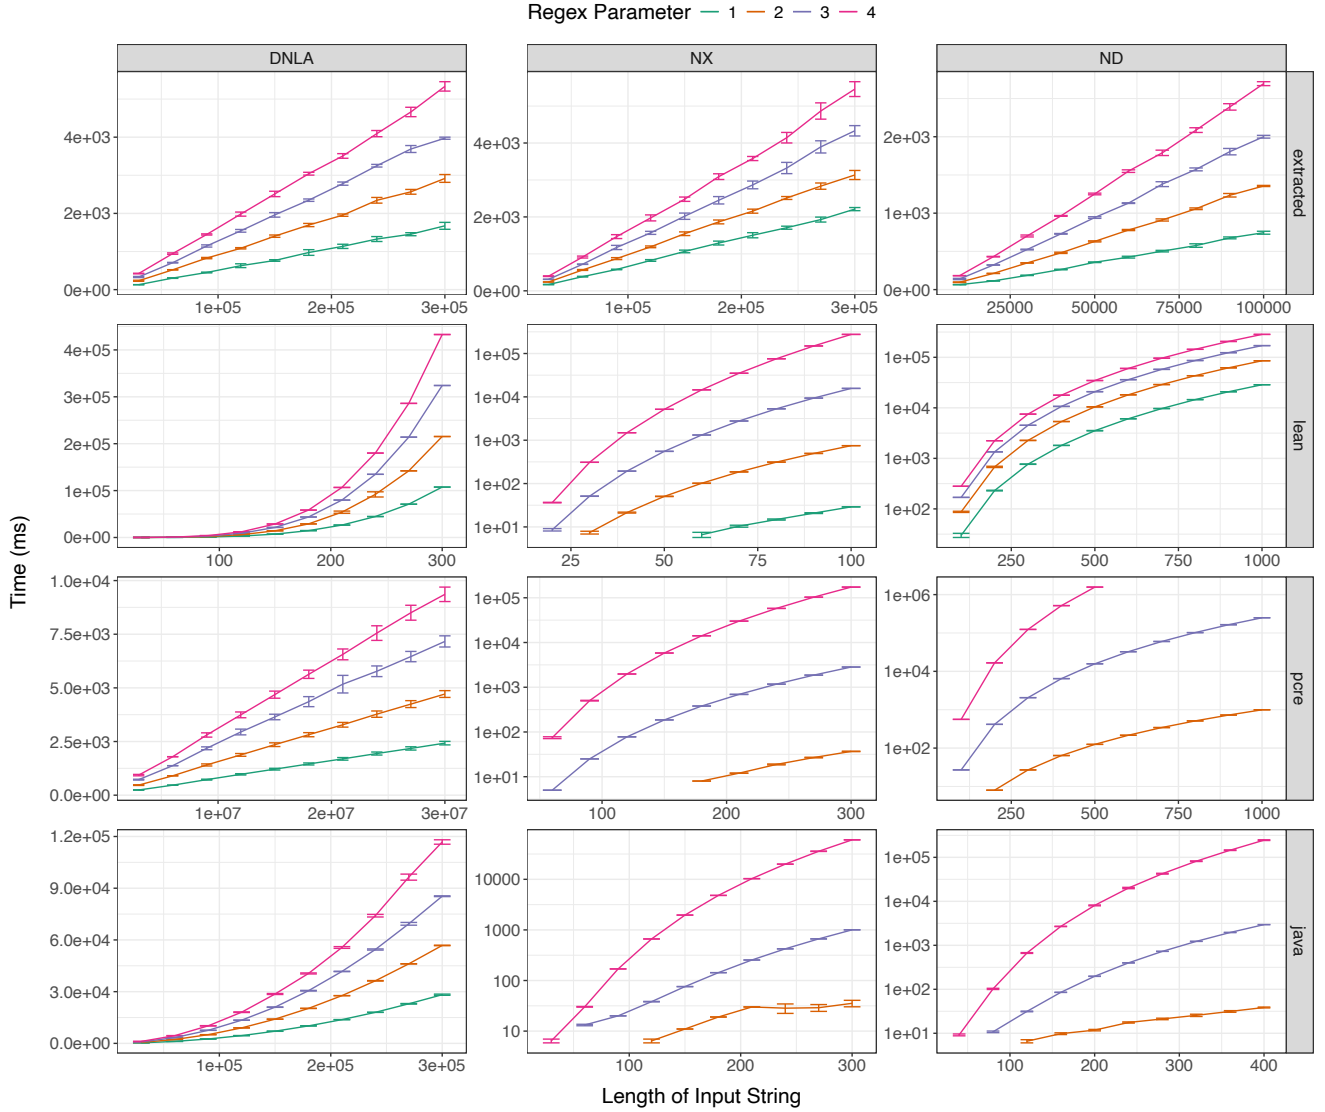 Regex Parameter 1 2 3 4
DNLA NX ND
4e+03
2e+03
0e+00
1e+05 2e+05 3e+05
4e+03
2e+03
0e+00
1e+05 2e+05 3e+05
2e+03
1e+03
0e+00
25000 50000 75000 100000
extracted
4e+05
3e+05
2e+05
1e+05
0e+00
100 200 300
1e+05
1e+04
1e+03
1e+02
1e+01
25 50 75 100
1e+05
1e+04
1e+03
1e+02
250 500 750 1000
lean
Time (ms)
1.0e+04
7.5e+03
5.0e+03
2.5e+03
0.0e+00
1e+07 2e+07 3e+07
1e+05
1e+04
1e+03
1e+02
1e+01
100 200 300
1e+06
1e+04
1e+02
250 500 750 1000
pcre
1.2e+05
9.0e+04
6.0e+04
3.0e+04
0.0e+00
1e+05 2e+05 3e+05
10000
1000
100
10
100 200 300
1e+05
1e+04
1e+03
1e+02
1e+01
100 200 300 400
java
Length of Input String